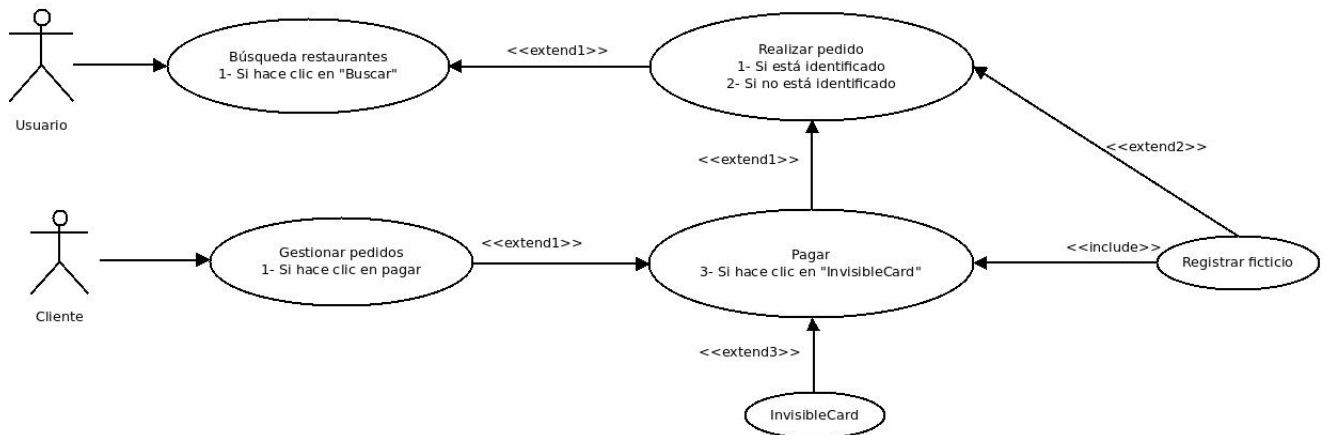 Búsqueda restaurantes
1- Si hace clic en "Buscar"
<<extend1>>
Realizar pedido
1- Si está identificado
2- Si no está identificado
Usuario
<<extend1>>
<<extend2>>
Gestionar pedidos
1- Si hace clic en pagar
<<extend1>>
Pagar
3- Si hace clic en "InvisibleCard"
<<include>>
Registrar ficticio
Cliente
<<extend3>>
InvisibleCard